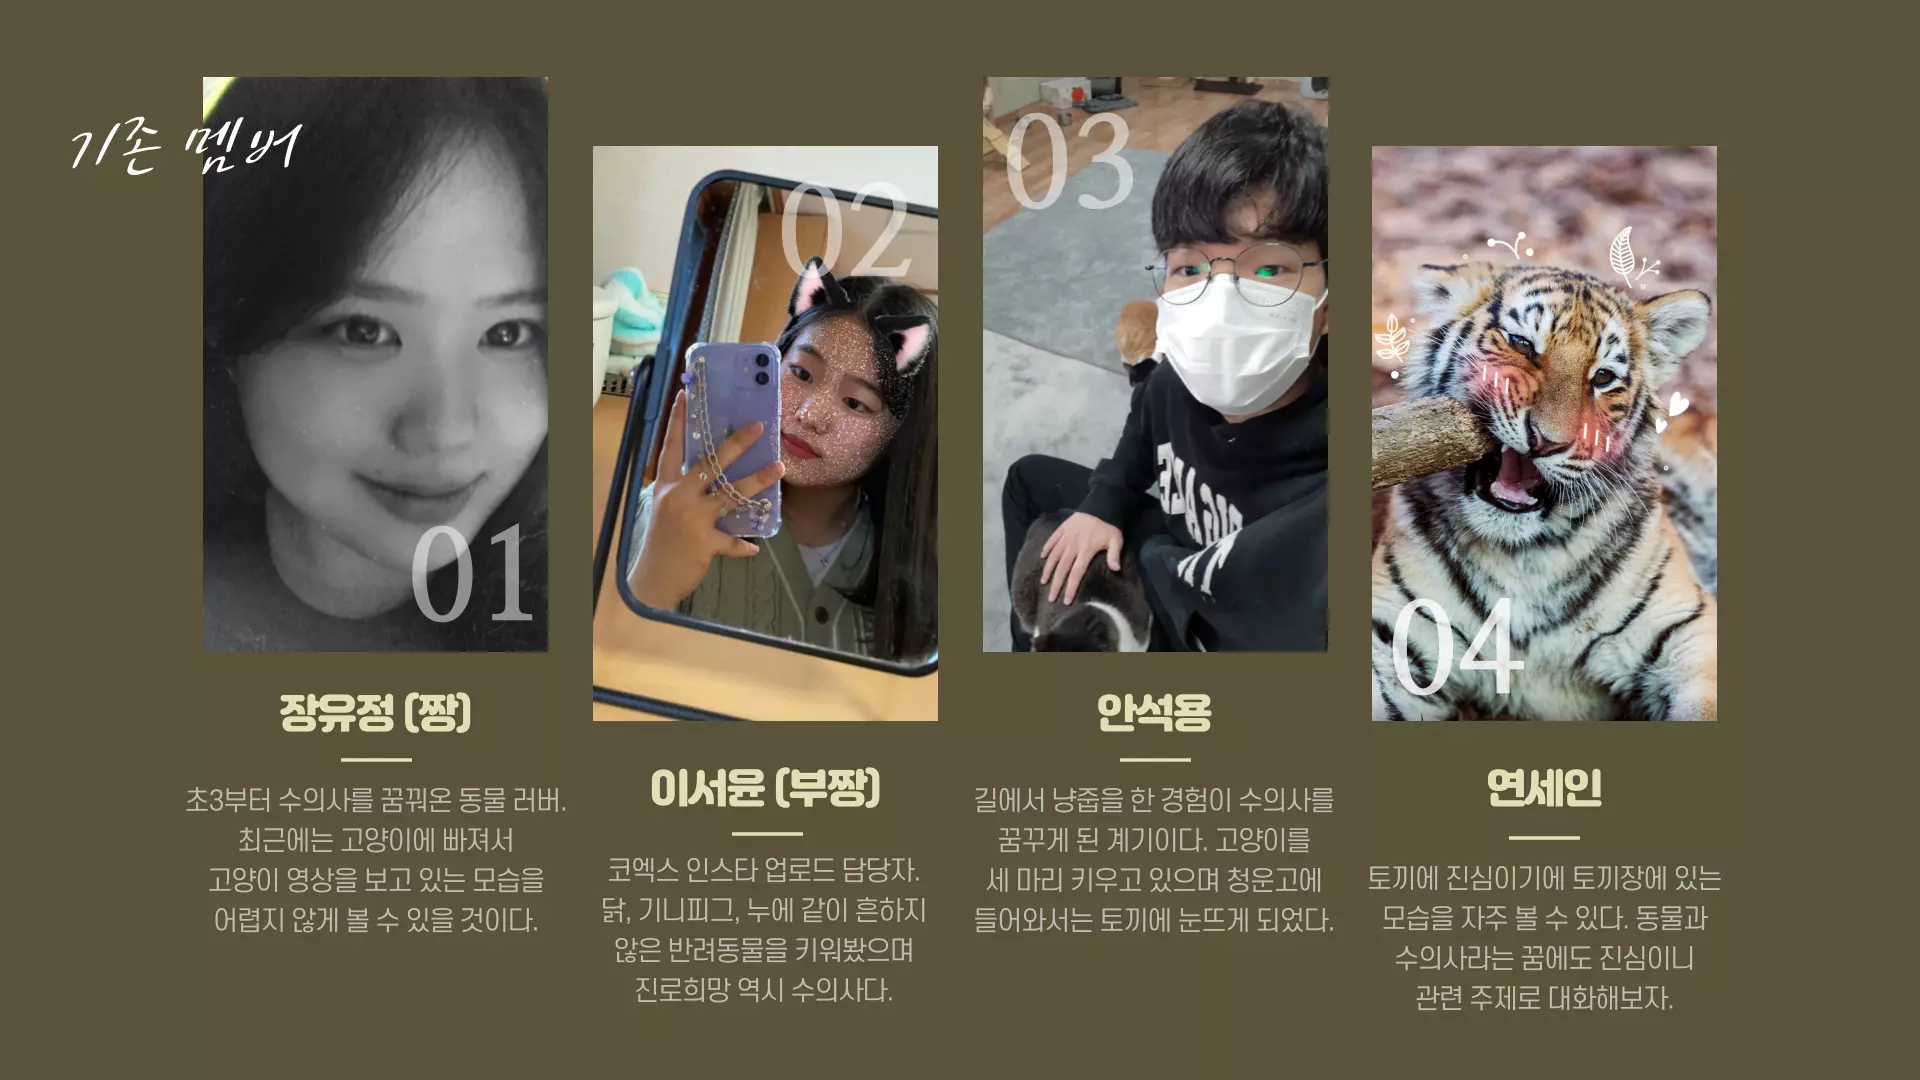 기존 멤버
01
장유정 (짱)
초3부터 수의사를 꿈꿔온 동물 러버.
최근에는 고양이에 빠져서
고양이 영상을 보고 있는 모습을
어렵지 않게 볼 수 있을 것이다.
02
이서윤 (부짱)
코엑스 인스타 업로드 담당자.
닭, 기니피그, 누에 같이 흔하지
않은 반려동물을 키워봤으며
진로희망 역시 수의사다.
03
안석용
길에서 냥줍을 한 경험이 수의사를
꿈꾸게 된 계기이다. 고양이를
세 마리 키우고 있으며 청운고에
들어와서는 토끼에 눈뜨게 되었다.
04
연세인
토끼에 진심이기에 토끼장에 있는
모습을 자주 볼 수 있다. 동물과
수의사라는 꿈에도 진심이니
관련 주제로 대화해보자.